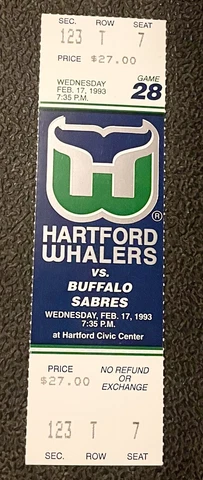 SEC. ROW SEAT
123 T 7
PRICE $27.00
WEDNESDAY
FEB. 17, 1993
7:35 P.M.
GAME
28
®
HARTFORD
WHALERS
VS.
BUFFALO
SABRES
WEDNESDAY, FEB. 17, 1993
7:35 P.M.
at Hartford Civic Center
PRICE
$27.00
NO REFUND
OR
EXCHANGE
123 T 7
SEC. ROW SEAT